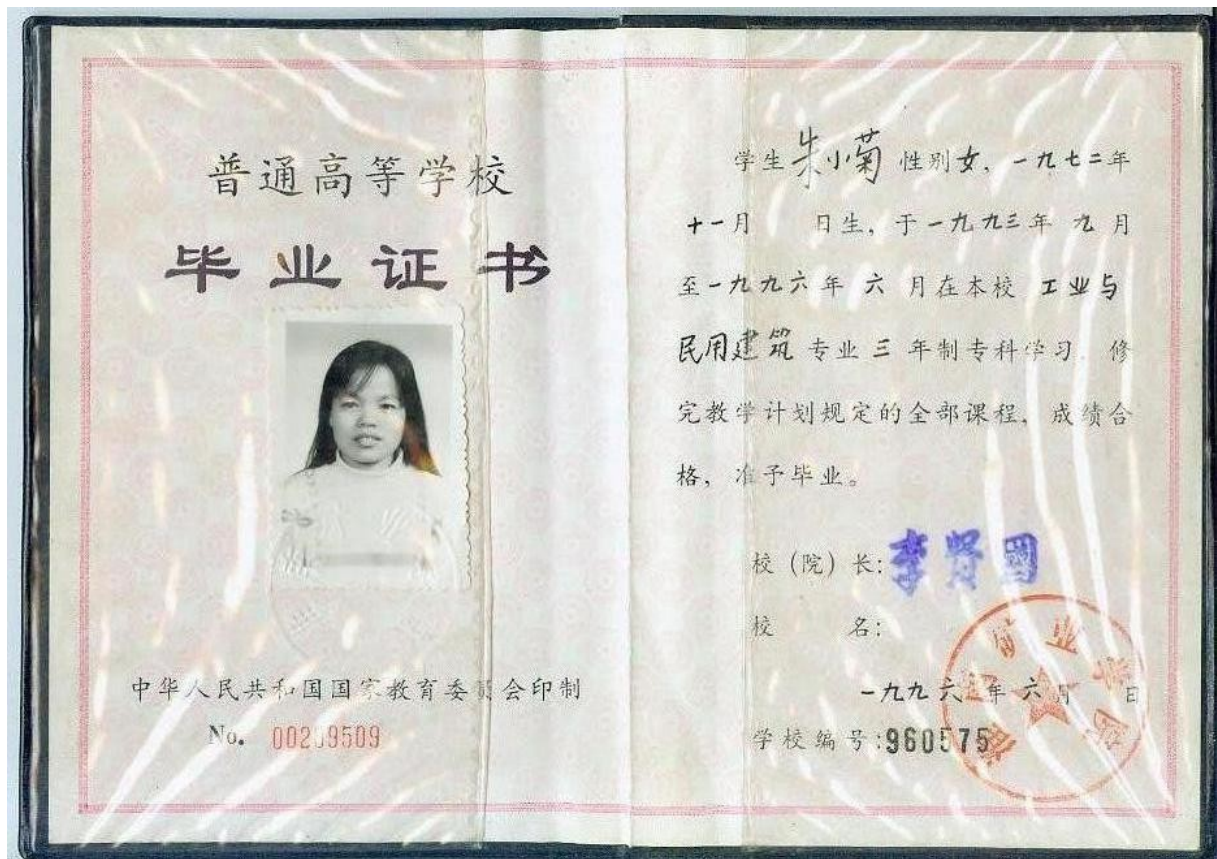 普通高等学校
毕业证书
中华人民共和国国家教育委员会印制
No. 00209509
学生朱小菊 性别女，一九七二年
十一月 日生，于一九九三年 九 月
至一九九六年 六 月在本校 工业与
民用建筑 专业 三 年制专科学习，修
完教学计划规定的全部课程，成绩合
格，准予毕业。
校（院）长：李贤国
校 名：
一九九六年六月 日
学校编号:960575